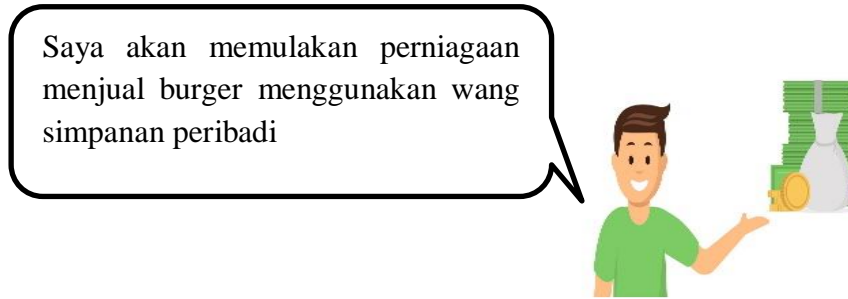 Saya akan memulakan perniagaan
menjual burger menggunakan wang
simpanan peribadi